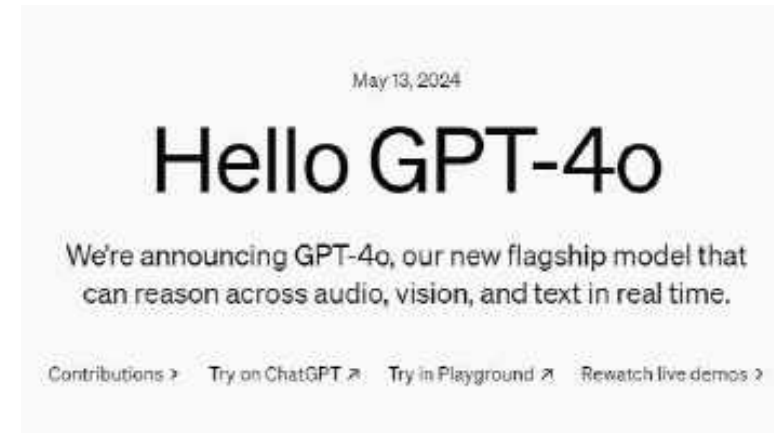 May 13, 2024
Hello GPT-4o
We're announcing GPT-4o, our new flagship model that
can reason across audio, vision, and text in real time.
Contributions > Try on ChatGPT ↗ Try in Playground ↗ Rewatch live demos >